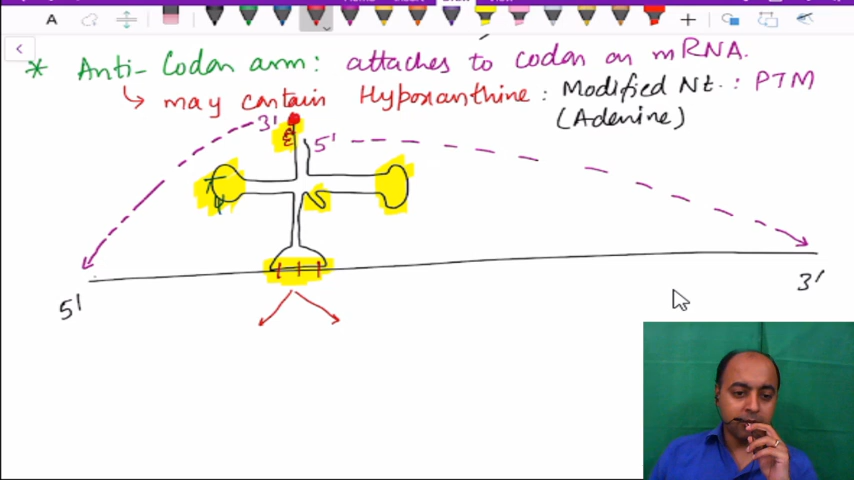 * Anti-Codon arm: attaches to codon on mRNA.
↳ may contain Hypoxanthine: Modified Nt.: PTM
(Adenine)
3'
5'
5'
3'